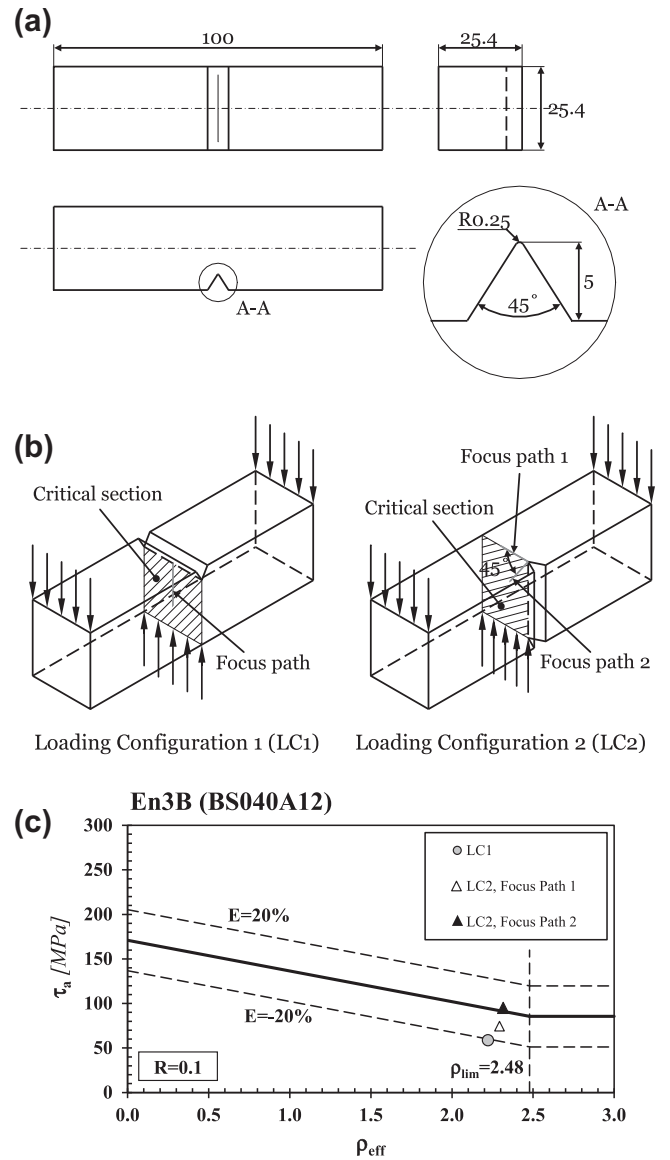 (a)
100
25.4
25.4
A-A
R0.25
5
45°
A-A
(b)
Critical section
Focus path
Loading Configuration 1 (LC1)
Focus path 1
Critical section
45°
Focus path 2
Loading Configuration 2 (LC2)
(c)
En3B (BS040A12)
300
250
200
150
100
50
0
τa [MPa]
E=20%
E=-20%
LC1
LC2, Focus Path 1
LC2, Focus Path 2
R=0.1
ρlim=2.48
0.0 0.5 1.0 1.5 2.0 2.5 3.0
ρeff